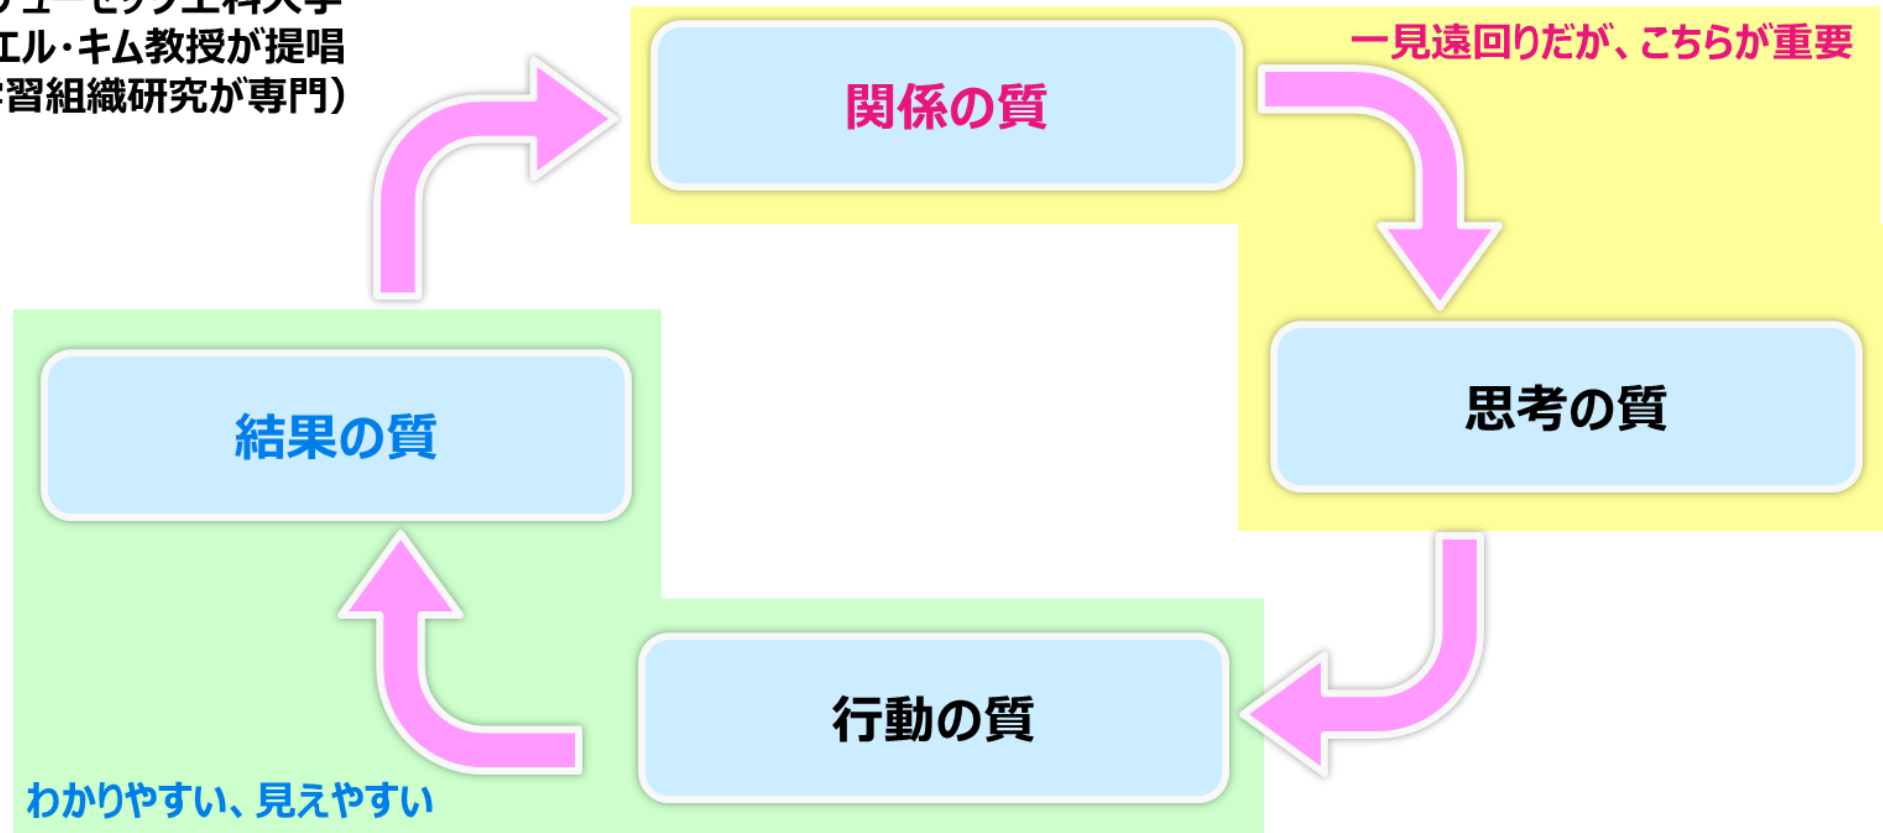 エル・キム教授が提唱
習組織研究が専門）
一見遠回りだが、こちらが重要
関係の質
思考の質
結果の質
行動の質
わかりやすい、見えやすい